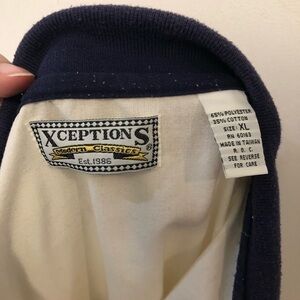 XCEPTIONS®
Modern Classics
Est. 1986
65% POLYESTER
35% COTTON
SIZE: XL
RN 60163
MADE IN TAIWAN
R. O. C.
SEE REVERSE
FOR CARE